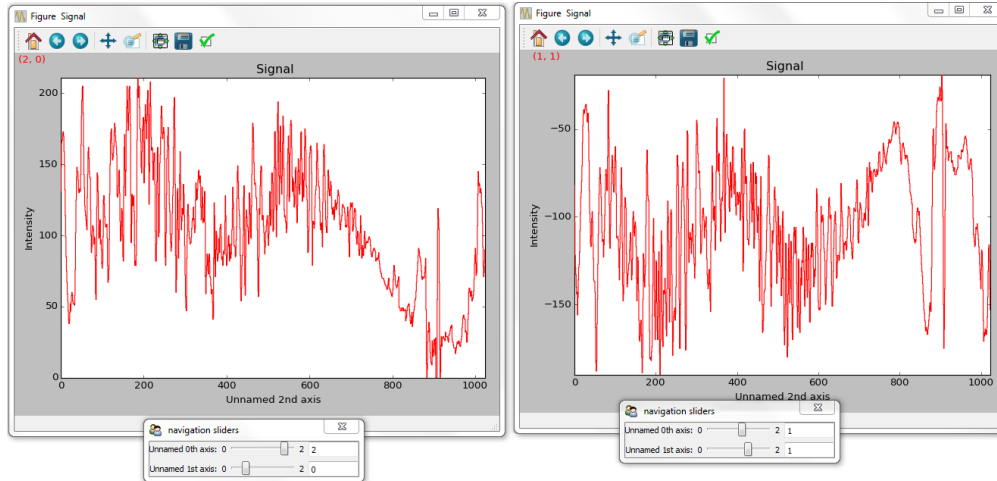 Figure Signal
(2, 0)
Signal
Intensity
200
150
100
50
0
0 200 400 600 800 1000
Unnamed 2nd axis
navigation sliders
Unnamed 0th axis: 0 2 2
Unnamed 1st axis: 0 2 0
Figure Signal
(1, 1)
Signal
Intensity
−50
−100
−150
0 200 400 600 800 1000
Unnamed 2nd axis
navigation sliders
Unnamed 0th axis: 0 2 1
Unnamed 1st axis: 0 2 1